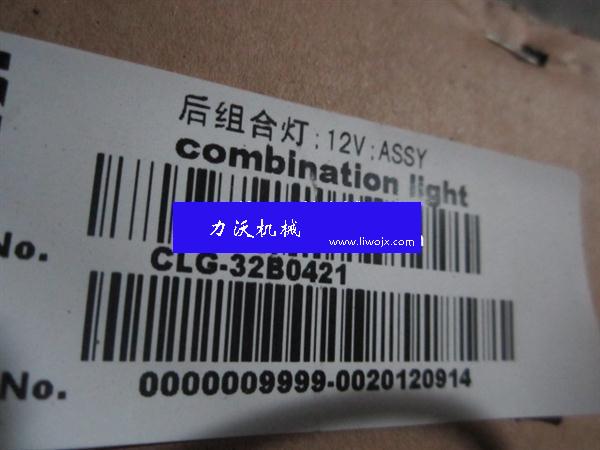 后组合灯;12V;ASSY
combination light
力沃机械
www.liwojx.com
No.
CLG-32B0421
No.
0000009999-0020120914